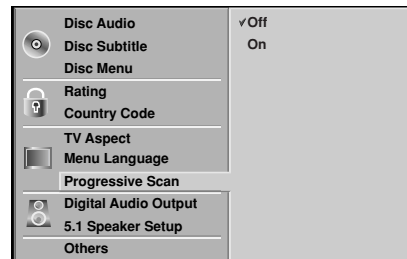 Disc Audio
Disc Subtitle
Disc Menu
Rating
Country Code
TV Aspect
Menu Language
Progressive Scan
Digital Audio Output
5.1 Speaker Setup
Others
✓Off
On